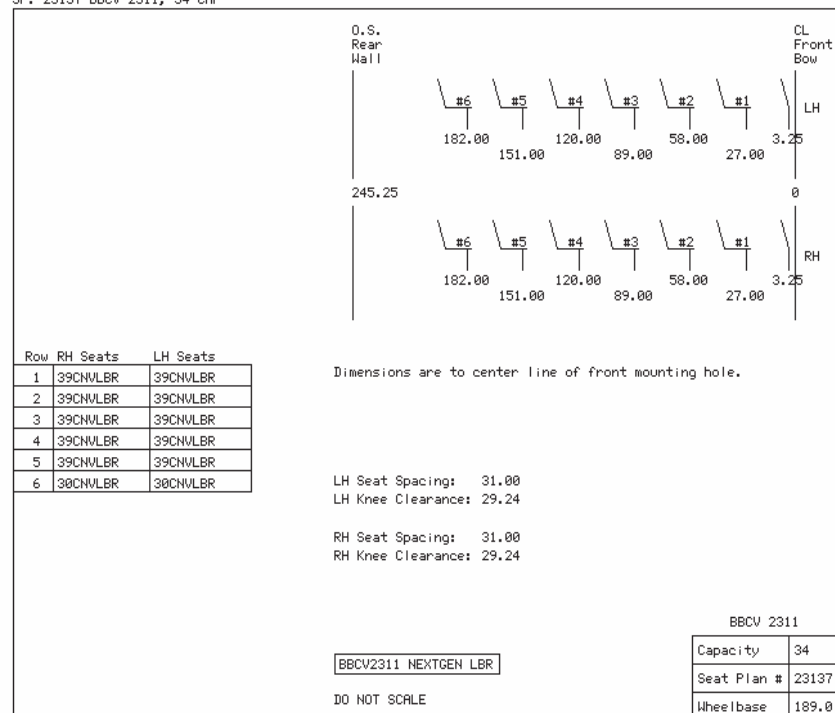 O.S. CL
Rear Front
Wall Bow
#6 #5 #4 #3 #2 #1 LH
182.00 120.00 58.00 3.25
151.00 89.00 27.00
245.25 0
#6 #5 #4 #3 #2 #1 RH
182.00 120.00 58.00 3.25
151.00 89.00 27.00
Row RH Seats LH Seats
1 39CNVLBR 39CNVLBR
2 39CNVLBR 39CNVLBR
3 39CNVLBR 39CNVLBR
4 39CNVLBR 39CNVLBR
5 39CNVLBR 39CNVLBR
6 30CNVLBR 30CNVLBR
Dimensions are to center line of front mounting hole.
LH Seat Spacing: 31.00
LH Knee Clearance: 29.24
RH Seat Spacing: 31.00
RH Knee Clearance: 29.24
BBCV2311 NEXTGEN LBR
DO NOT SCALE
BBCV 2311
Capacity 34
Seat Plan # 23137
Wheelbase 189.0